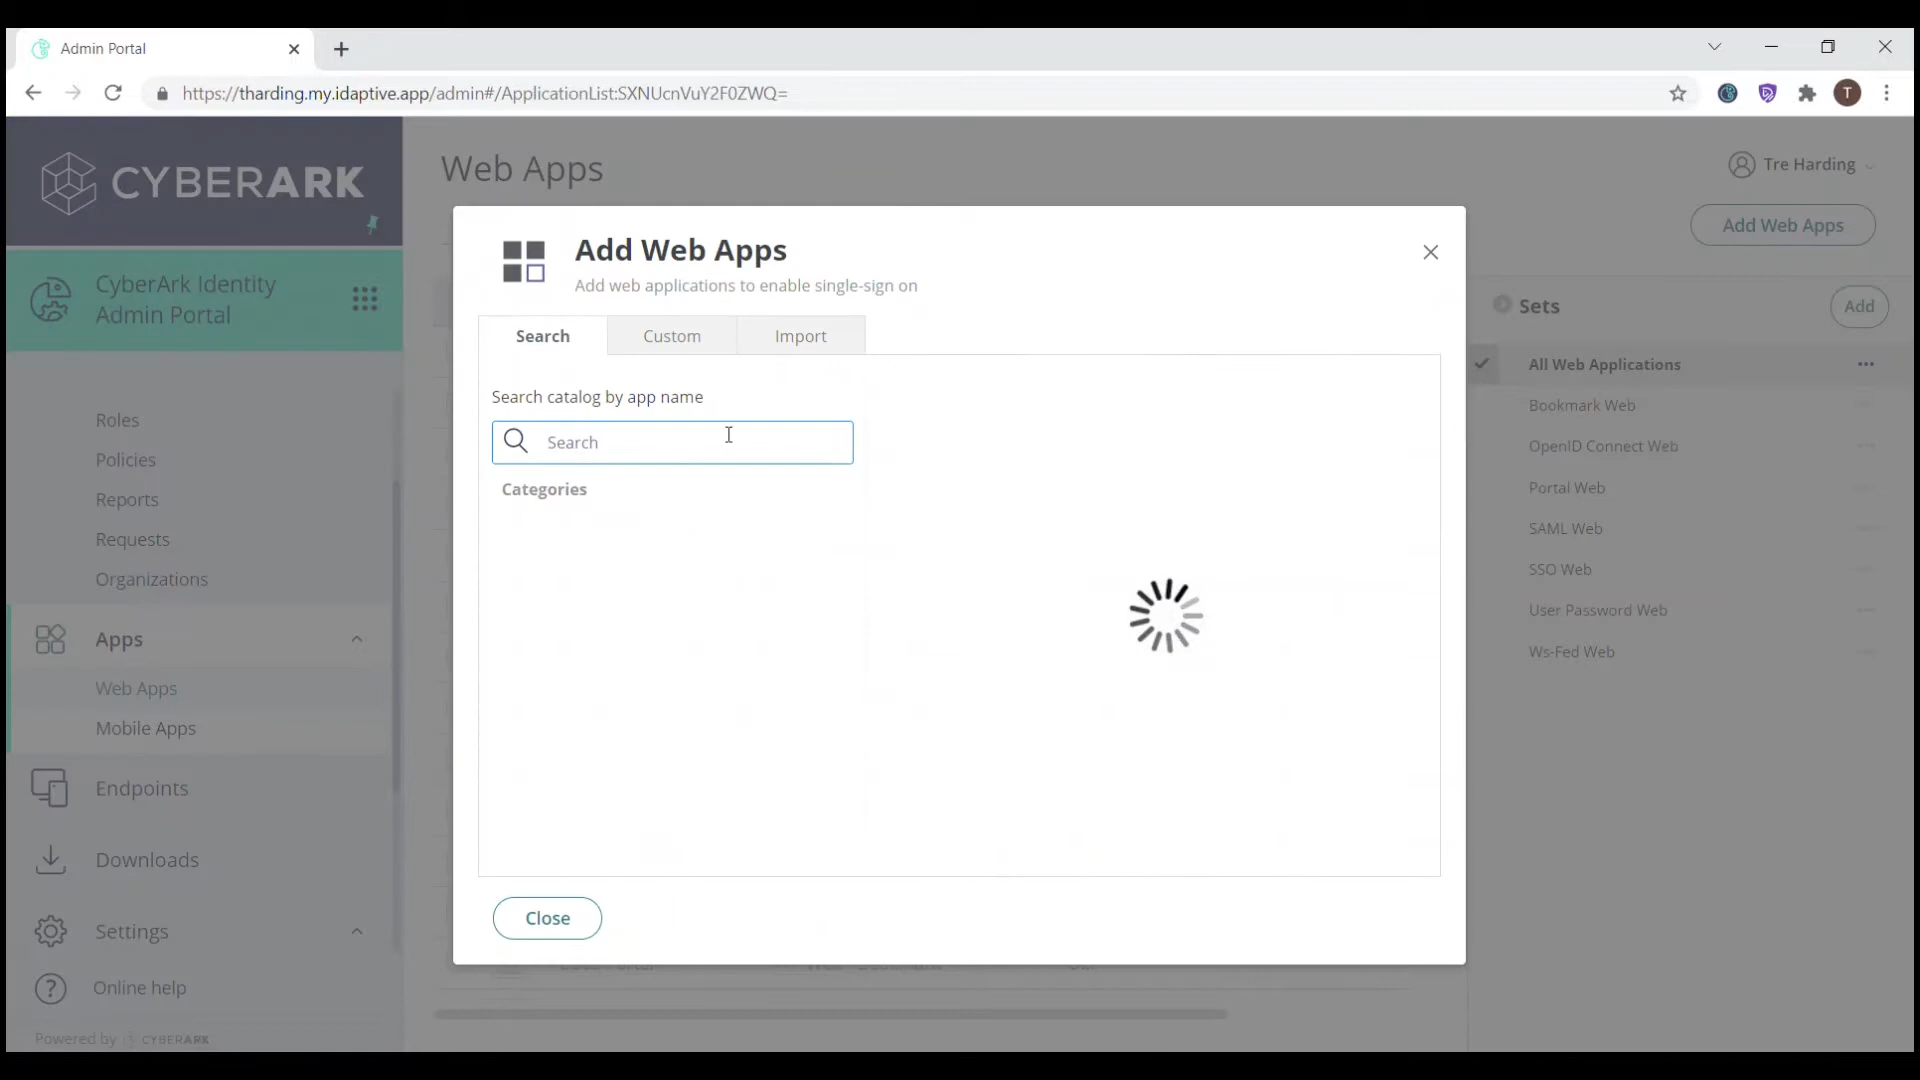 Admin Portal
https://tharding.my.idaptive.app/admin#/ApplicationList:SXNUcnVuY2F0ZWQ=
T
CYBERARK
CyberArk Identity
Admin Portal
Roles
Policies
Reports
Requests
Organizations
Apps
Web Apps
Mobile Apps
Endpoints
Downloads
Settings
Online help
Powered by CYBERARK
Web Apps
Tre Harding
Add Web Apps
Add Web Apps
Add web applications to enable single-sign on
Search
Custom
Import
Search catalog by app name
Search
Categories
Close
Sets
Add
All Web Applications
Bookmark Web
OpenID Connect Web
Portal Web
SAML Web
SSO Web
User Password Web
Ws-Fed Web